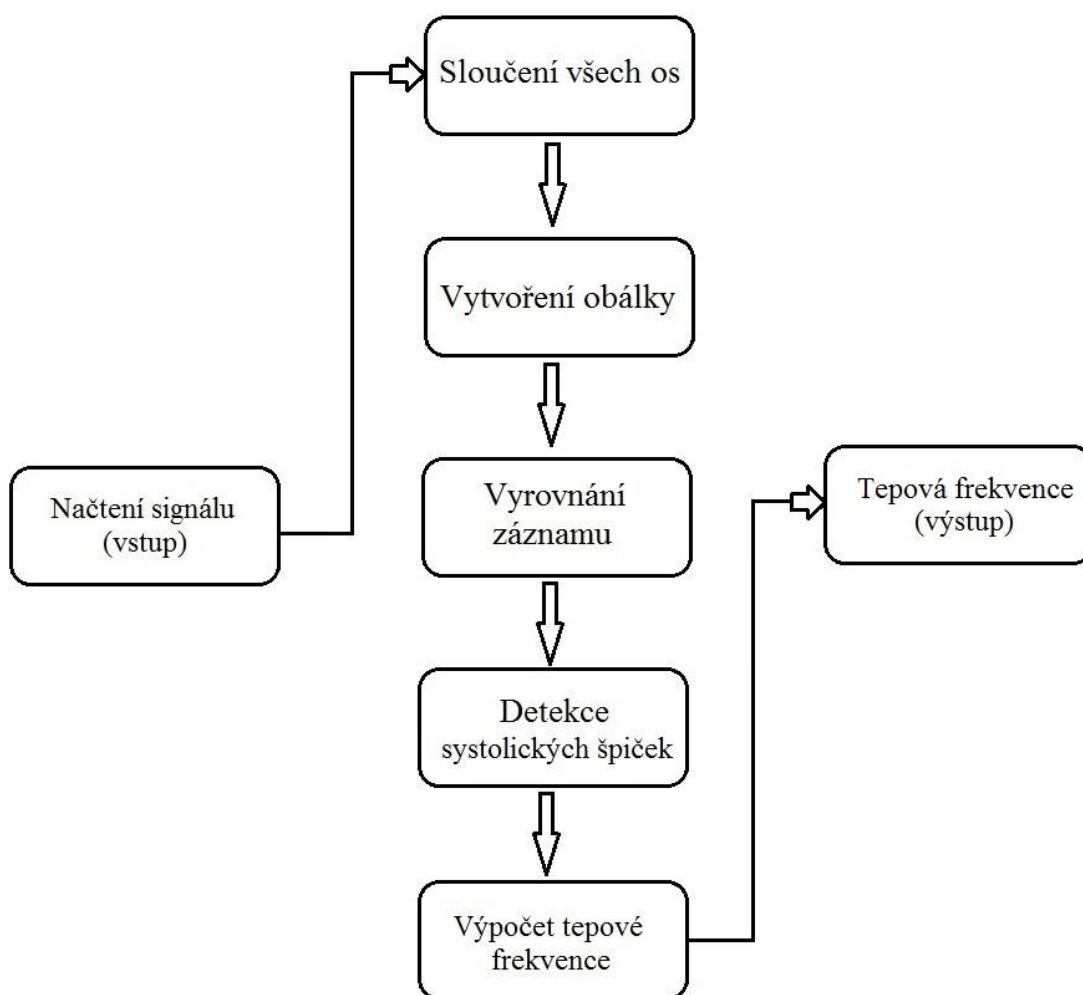 Načtení signálu
(vstup)
Sloučení všech os
Vytvoření obálky
Vyrovnání
záznamu
Detekce
systolických špiček
Výpočet tepové
frekvence
Tepová frekvence
(výstup)